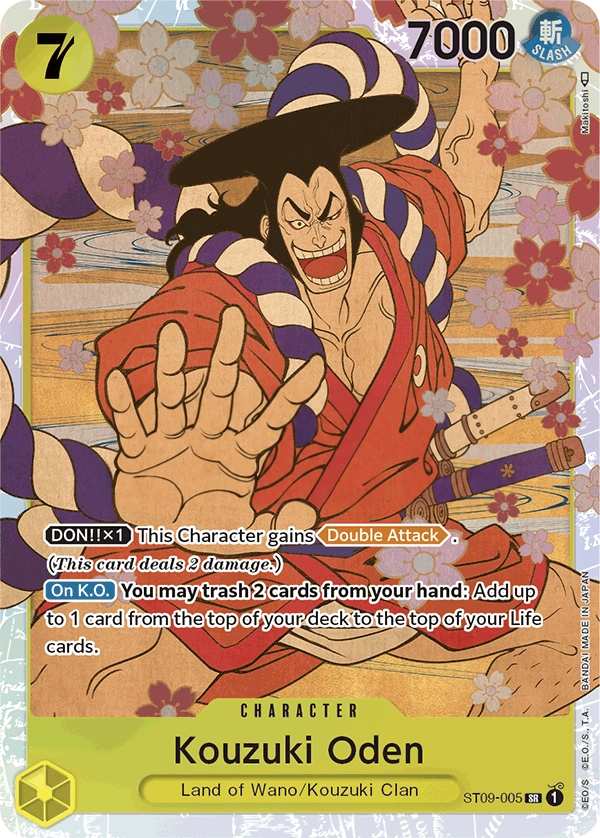 7
7000
斬
SLASH
Makitoshi
DON!!×1 This Character gains Double Attack.
(This card deals 2 damage.)
On K.O. You may trash 2 cards from your hand: Add up
to 1 card from the top of your deck to the top of your Life
cards.
BANDAI MADE IN JAPAN
©E.O./S., T.A.
©EO/S
CHARACTER
Kouzuki Oden
Land of Wano/Kouzuki Clan
ST09-005 SR 1